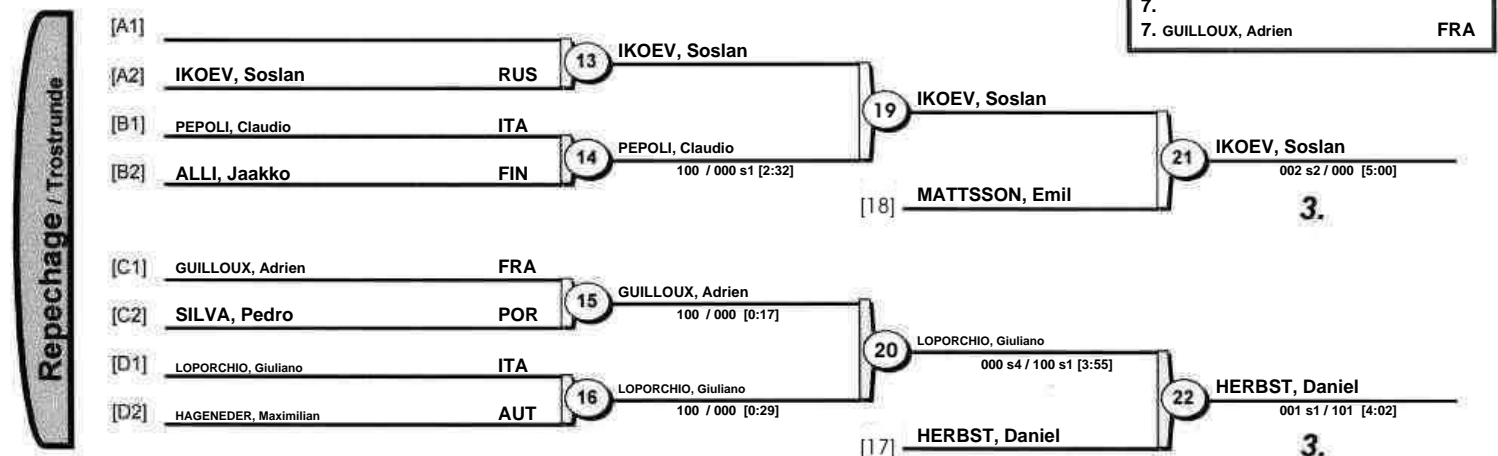 7.
7. GUILLOUX, Adrien FRA
Repechage / Trostrunde
[A1]
[A2] IKOEV, Soslan RUS
13 IKOEV, Soslan
[B1] PEPOLI, Claudio ITA
[B2] ALLI, Jaakko FIN
14 PEPOLI, Claudio
100 / 000 s1 [2:32]
19 IKOEV, Soslan
[18] MATTSSON, Emil
21 IKOEV, Soslan
002 s2 / 000 [5:00]
3.
[C1] GUILLOUX, Adrien FRA
[C2] SILVA, Pedro POR
15 GUILLOUX, Adrien
100 / 000 [0:17]
[D1] LOPORCHIO, Giuliano ITA
[D2] HAGENEDER, Maximilian AUT
16 LOPORCHIO, Giuliano
100 / 000 [0:29]
20 LOPORCHIO, Giuliano
000 s4 / 100 s1 [3:55]
[17] HERBST, Daniel
22 HERBST, Daniel
001 s1 / 101 [4:02]
3.